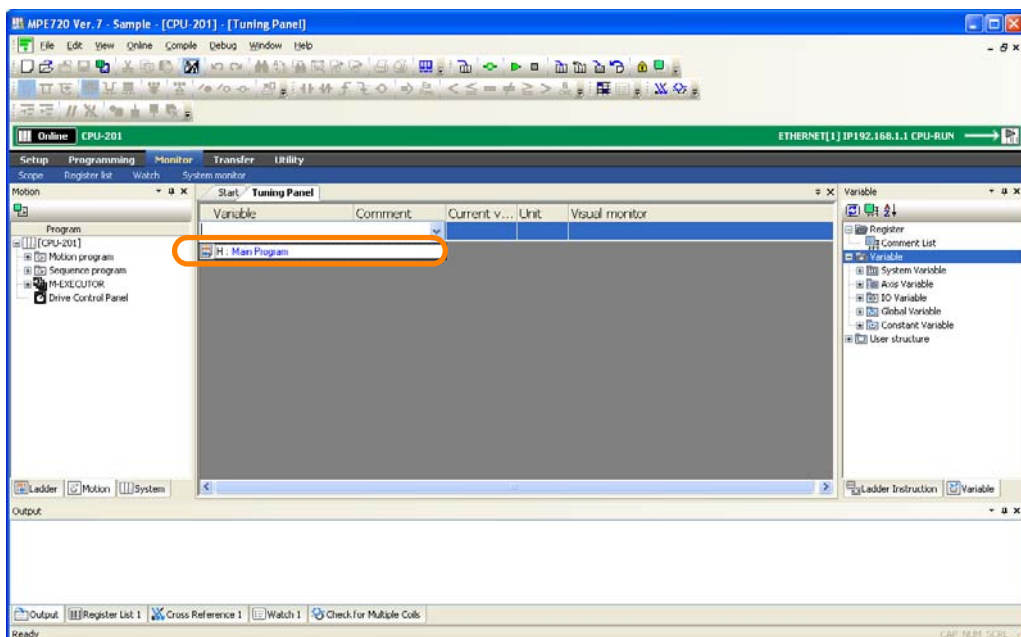 MPE720 Ver. 7 - Sample - [CPU-201] - [Tuning Panel]
File Edit View Online Compile Debug Window Help
Online CPU-201 ETHERNET[1] IP192.168.1.1 CPU-RUN
Setup Programming Monitor Transfer Utility
Scope Register list Watch System monitor
Motion
Program
[CPU-201]
Motion program
Sequence program
M-EXECUTOR
Drive Control Panel
Ladder Motion System
Start Tuning Panel
Variable Comment Current v... Unit Visual monitor
H : Main Program
Variable
Register
Comment List
Variable
System Variable
Axis Variable
IO Variable
Global Variable
Constant Variable
User structure
Ladder Instruction Variable
Output
Output Register List 1 Cross Reference 1 Watch 1 Check for Multiple Coils
Ready CAP NUM SCRL